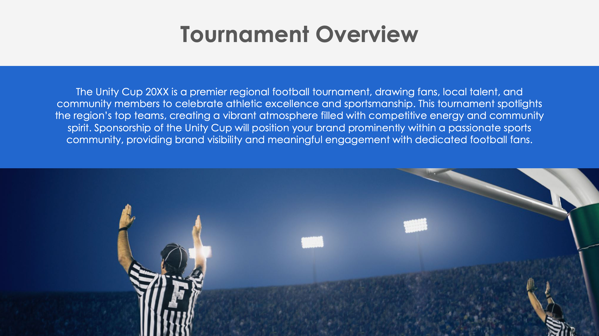 Tournament Overview
The Unity Cup 20XX is a premier regional football tournament, drawing fans, local talent, and
community members to celebrate athletic excellence and sportsmanship. This tournament spotlights
the region's top teams, creating a vibrant atmosphere filled with competitive energy and community
spirit. Sponsorship of the Unity Cup will position your brand prominently within a passionate sports
community, providing brand visibility and meaningful engagement with dedicated football fans.
F